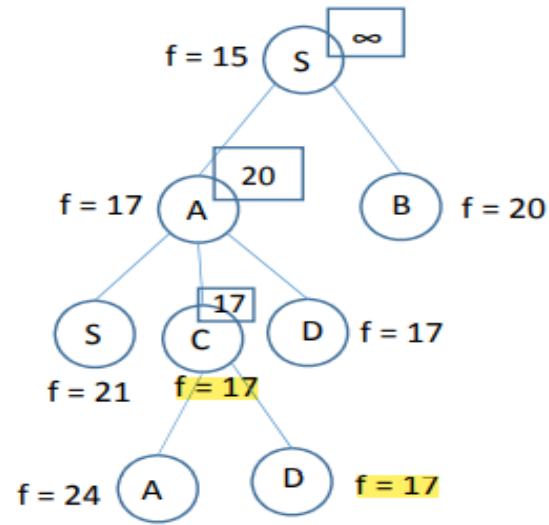 ∞
f = 15 S
20
f = 17 A B f = 20
17
S C D f = 17
f = 21 f = 17
f = 24 A D f = 17